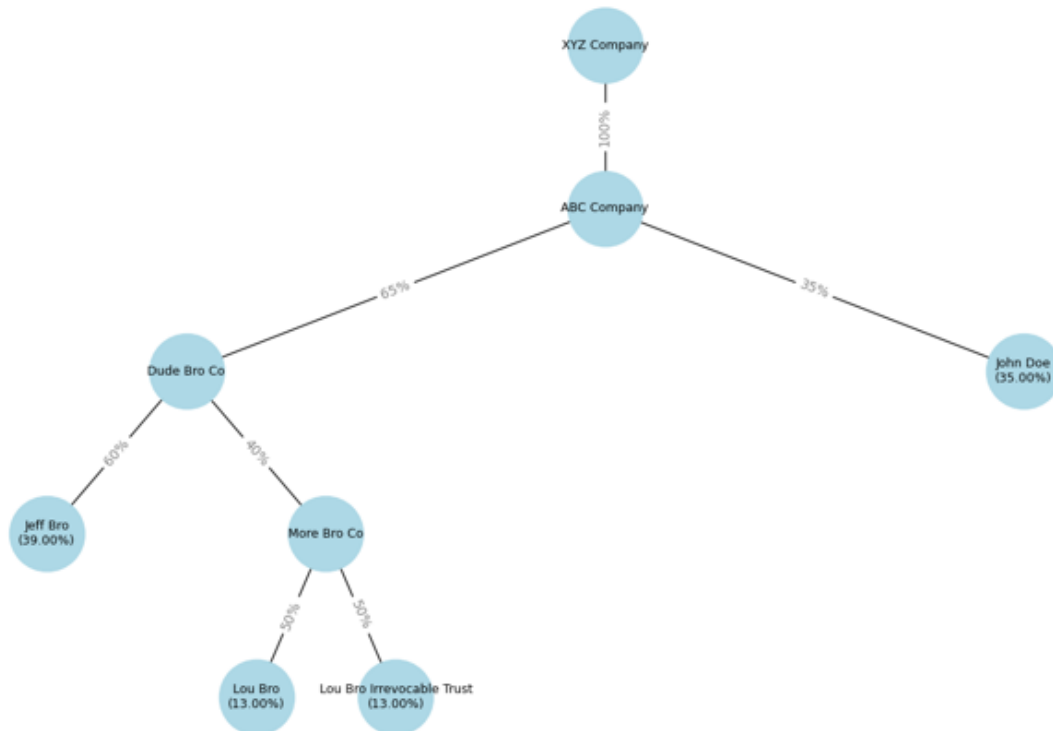 XYZ Company
100%
ABC Company
65%
35%
Dude Bro Co
John Doe
(35.00%)
60%
40%
Jeff Bro
(39.00%)
More Bro Co
50%
50%
Lou Bro
(13.00%)
Lou Bro Irrevocable Trust
(13.00%)